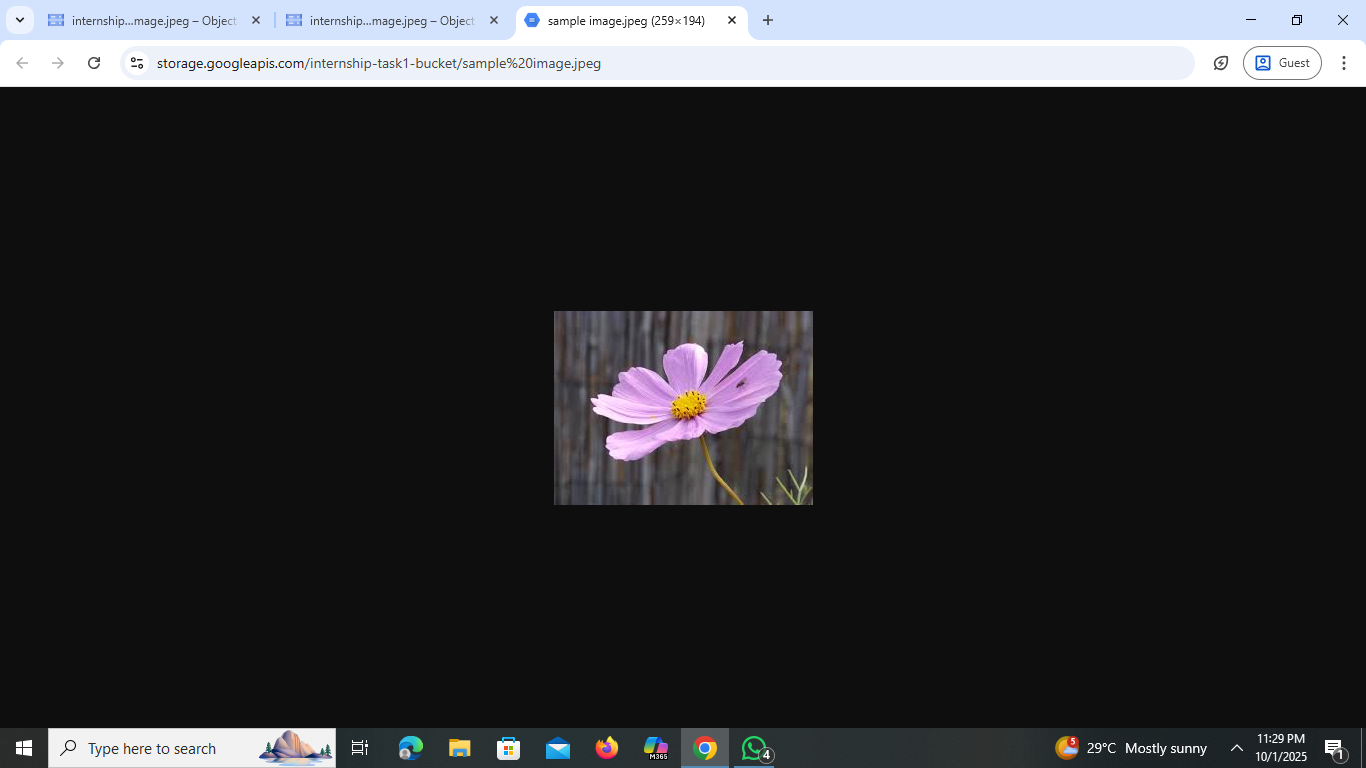 internship...mage.jpeg – Object
internship...mage.jpeg – Object
sample image.jpeg (259×194)
storage.googleapis.com/internship-task1-bucket/sample%20image.jpeg
Guest
Type here to search
M365
4
5
29°C Mostly sunny
11:29 PM
10/1/2025
1